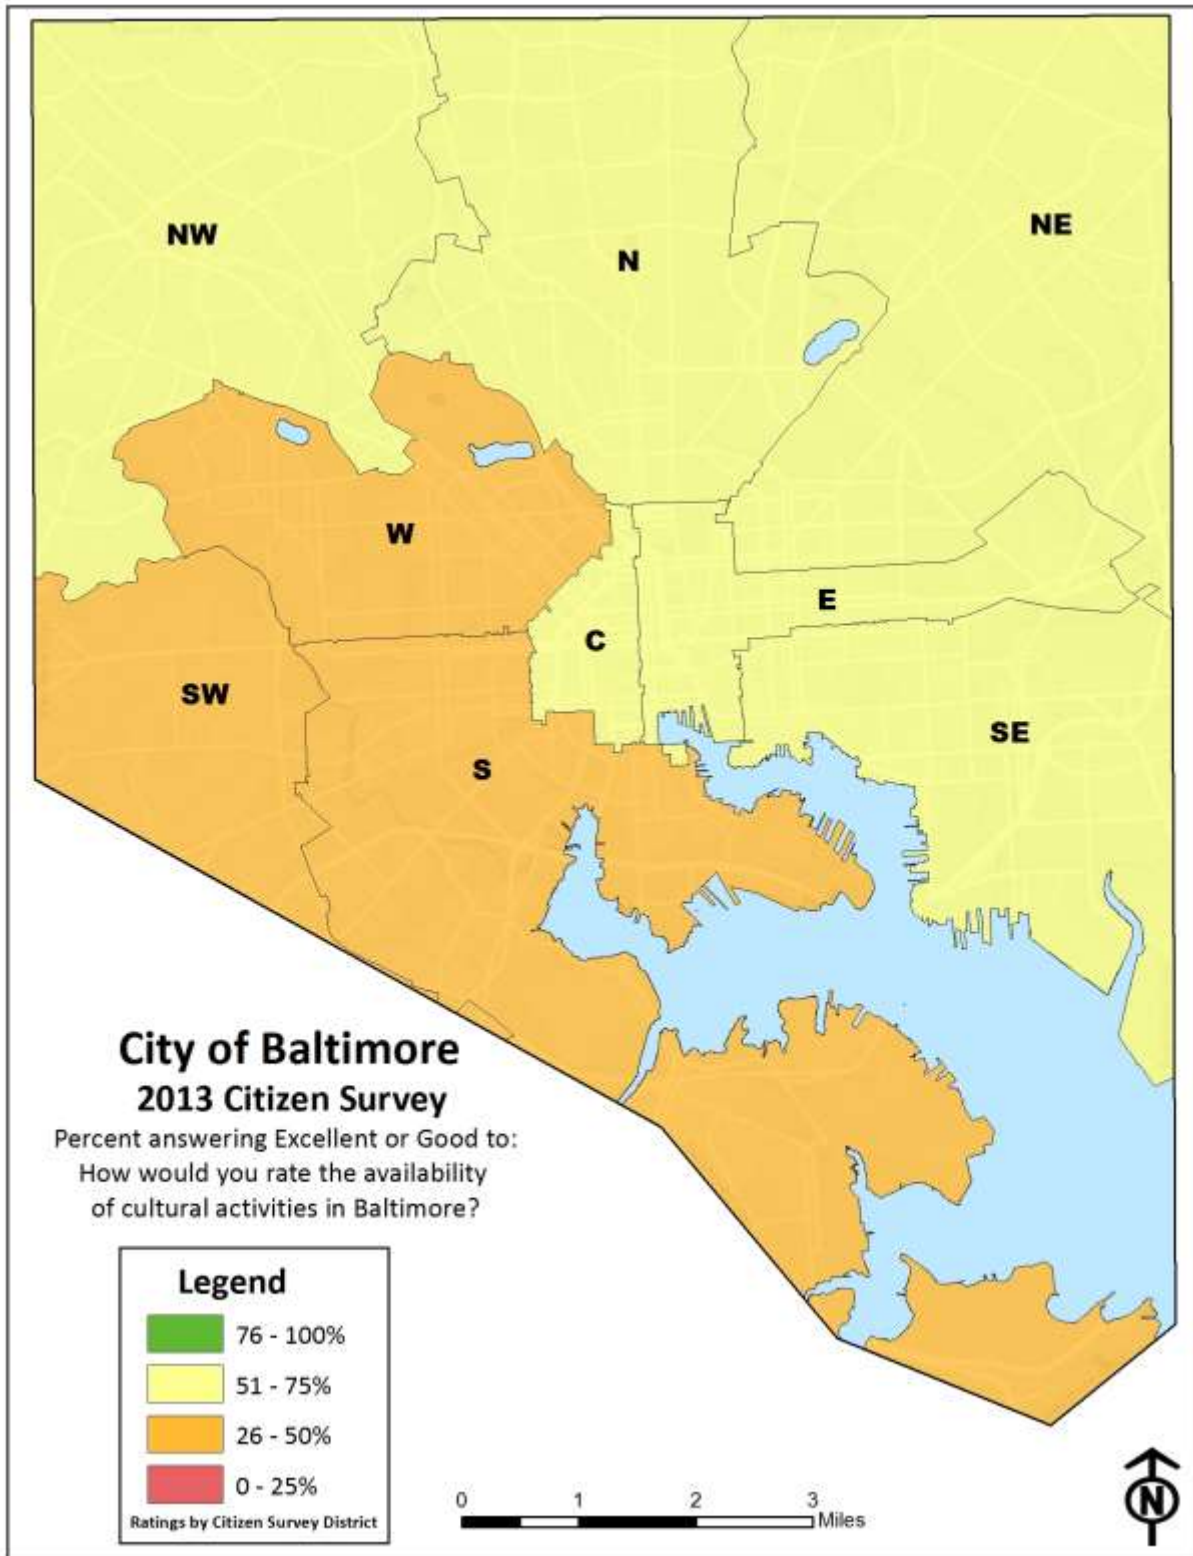 NW
N
NE
W
E
C
SW
S
SE
City of Baltimore
2013 Citizen Survey
Percent answering Excellent or Good to:
How would you rate the availability
of cultural activities in Baltimore?
Legend
76 - 100%
51 - 75%
26 - 50%
0 - 25%
Ratings by Citizen Survey District
0 1 2 3
Miles
N